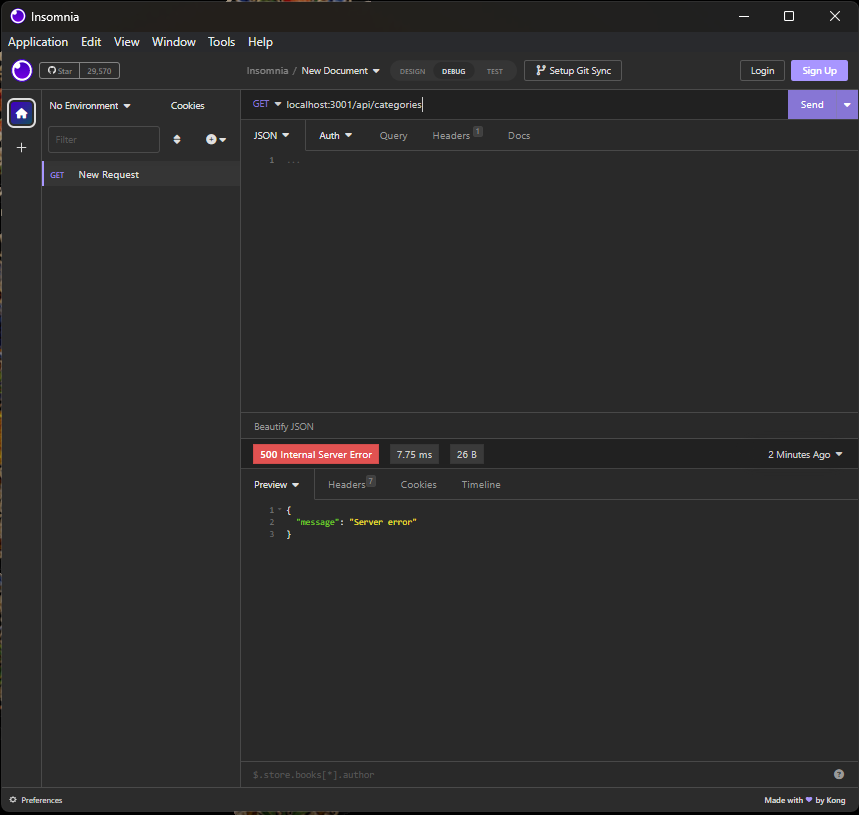 Insomnia
Application Edit View Window Tools Help
Star 29,570 Insomnia / New Document DESIGN DEBUG TEST Setup Git Sync Login Sign Up
No Environment Cookies GET localhost:3001/api/categories Send
Filter JSON Auth Query Headers 1 Docs
1 ...
GET New Request
Beautify JSON
500 Internal Server Error 7.75 ms 26 B 2 Minutes Ago
Preview Headers 7 Cookies Timeline
1 {
2 "message": "Server error"
3 }
$.store.books[*].author ?
Preferences Made with 💜 by Kong